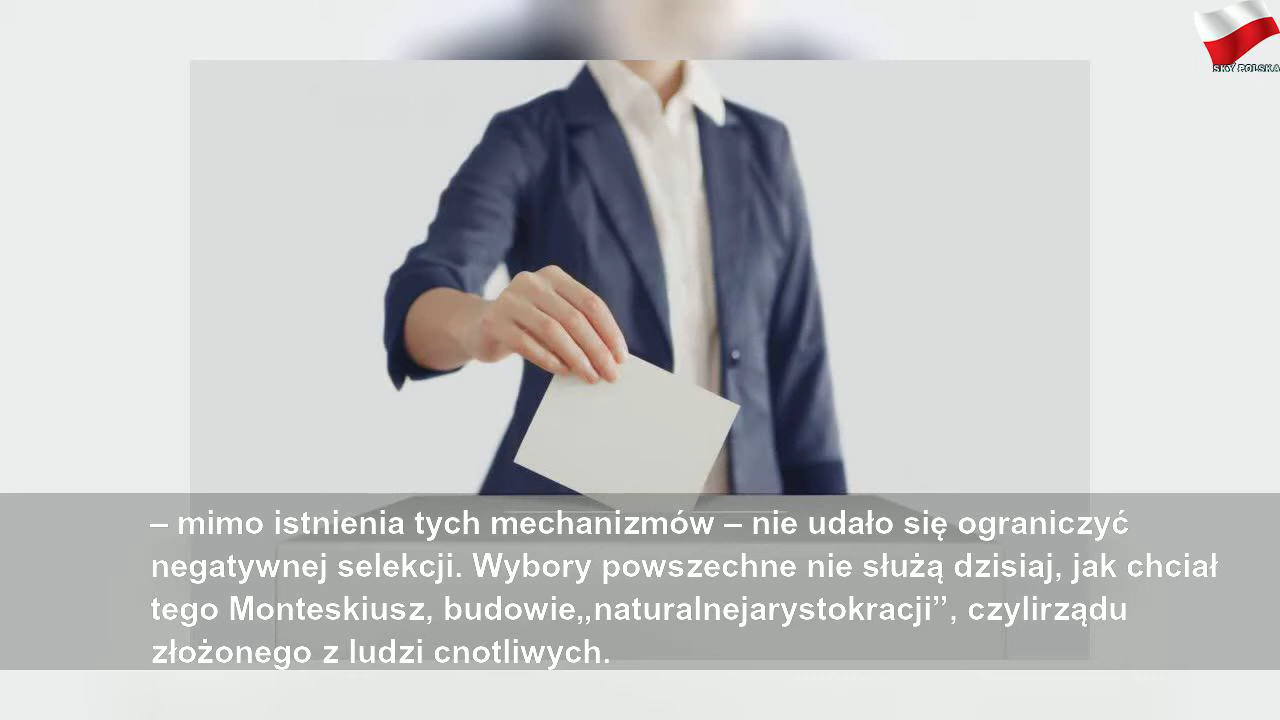 SKY POLSKA
– mimo istnienia tych mechanizmów – nie udało się ograniczyć
negatywnej selekcji. Wybory powszechne nie służą dzisiaj, jak chciał
tego Monteskiusz, budowie„naturalnejarystokracji”, czylirządu
złożonego z ludzi cnotliwych.